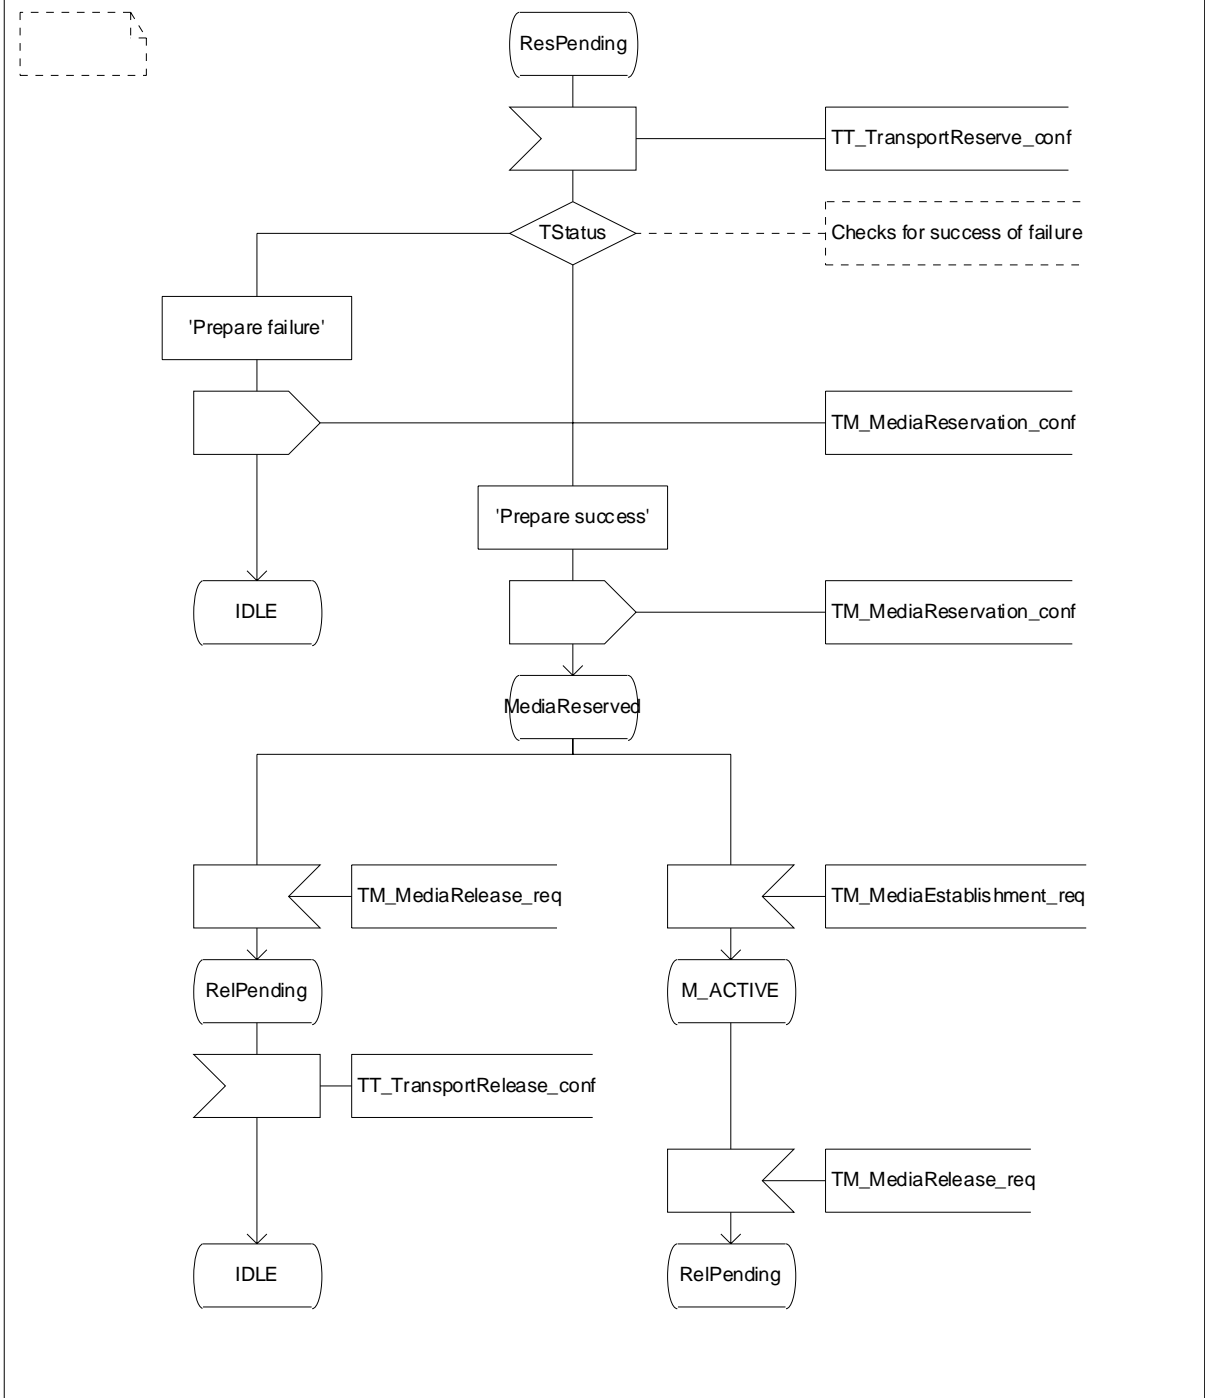 ResPending
TT_TransportReserve_conf
TStatus
Checks for success of failure
'Prepare failure'
TM_MediaReservation_conf
'Prepare success'
IDLE
TM_MediaReservation_conf
MediaReserved
TM_MediaRelease_req
TM_MediaEstablishment_req
RelPending
M_ACTIVE
TT_TransportRelease_conf
TM_MediaRelease_req
IDLE
RelPending